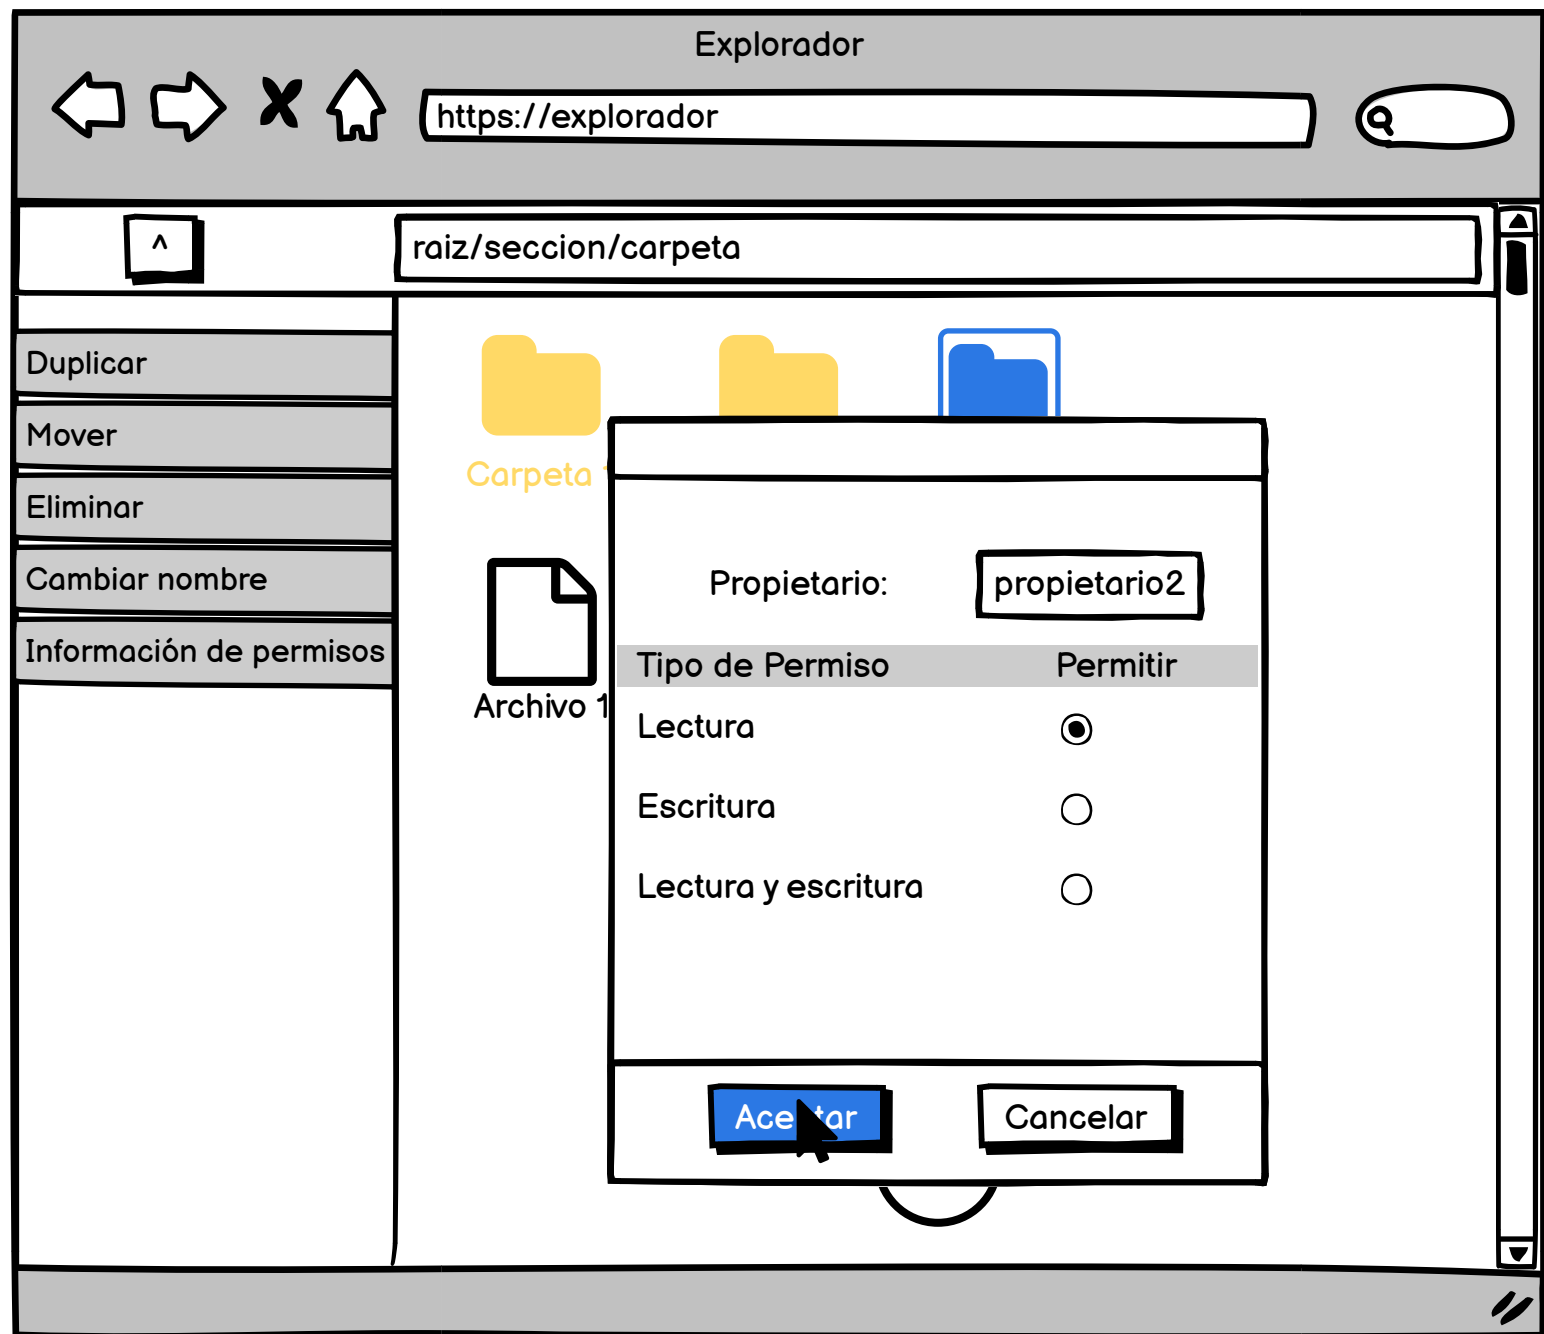 Explorador
https://explorador
^
raiz/seccion/carpeta
Duplicar
Mover
Eliminar
Cambiar nombre
Información de permisos
Carpeta
Archivo 1
Propietario:
propietario2
Tipo de Permiso Permitir
Lectura
Escritura
Lectura y escritura
Aceptar
Cancelar